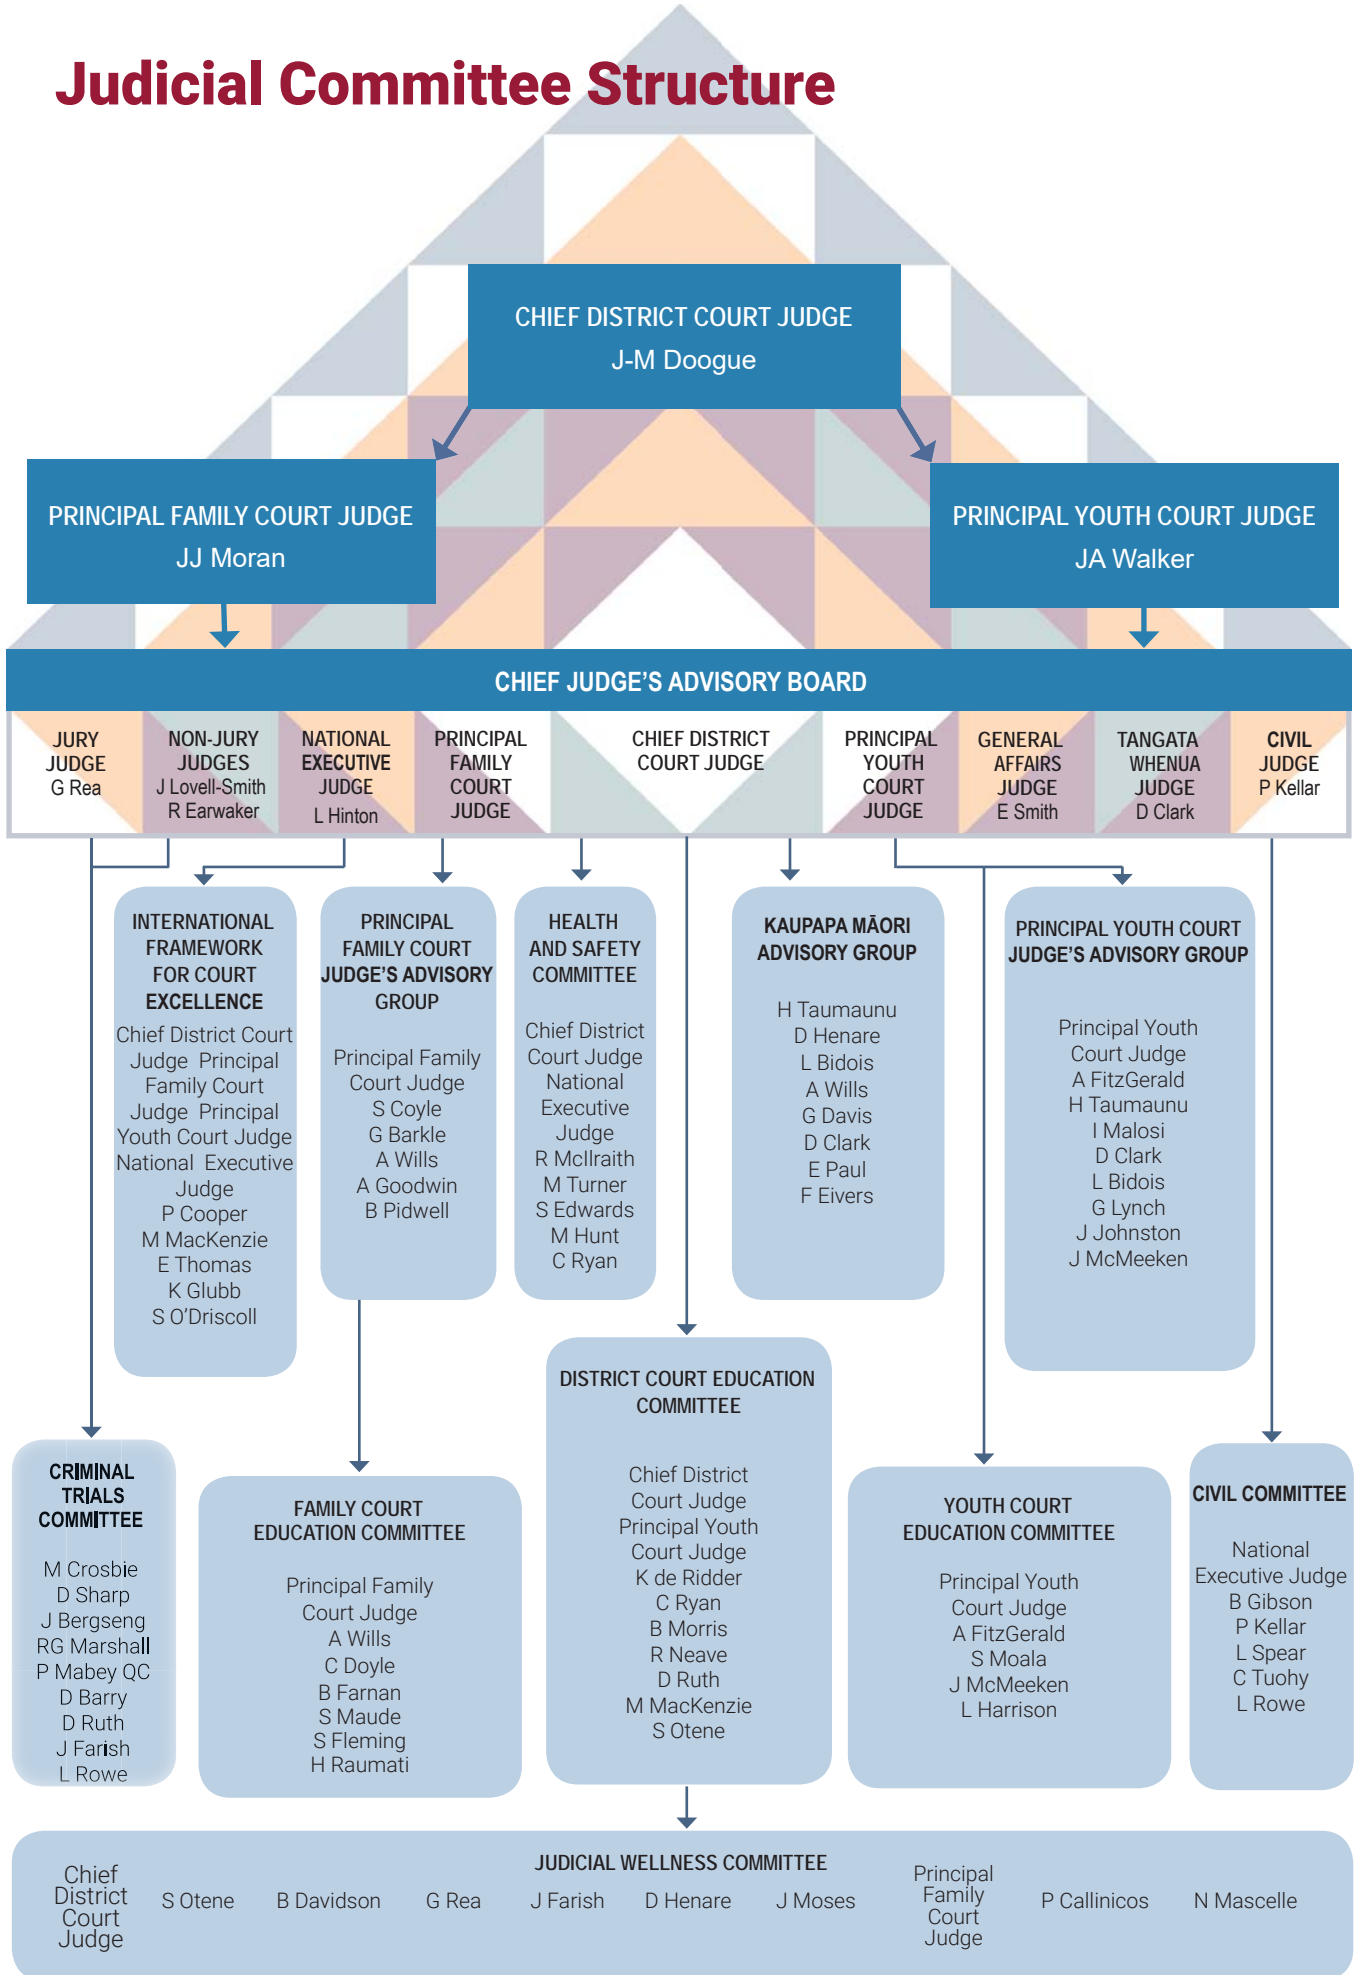 Judicial Committee Structure
CHIEF DISTRICT COURT JUDGE
J-M Doogue
PRINCIPAL FAMILY COURT JUDGE
JJ Moran
PRINCIPAL YOUTH COURT JUDGE
JA Walker
CHIEF JUDGE'S ADVISORY BOARD
JURY
JUDGE
G Rea
NON-JURY
JUDGES
J Lovell-Smith
R Earwaker
NATIONAL
EXECUTIVE
JUDGE
L Hinton
PRINCIPAL
FAMILY
COURT
JUDGE
CHIEF DISTRICT
COURT JUDGE
PRINCIPAL
YOUTH
COURT
JUDGE
GENERAL
AFFAIRS
JUDGE
E Smith
TANGATA
WHENUA
JUDGE
D Clark
CIVIL
JUDGE
P Kellar
INTERNATIONAL
FRAMEWORK
FOR COURT
EXCELLENCE
Chief District Court
Judge Principal
Family Court
Judge Principal
Youth Court Judge
National Executive
Judge
P Cooper
M MacKenzie
E Thomas
K Glubb
S O'Driscoll
PRINCIPAL
FAMILY COURT
JUDGE'S ADVISORY
GROUP
Principal Family
Court Judge
S Coyle
G Barkle
A Wills
A Goodwin
B Pidwell
HEALTH
AND SAFETY
COMMITTEE
Chief District
Court Judge
National
Executive
Judge
R McIlraith
M Turner
S Edwards
M Hunt
C Ryan
KAUPAPA MĀORI
ADVISORY GROUP
H Taumaunu
D Henare
L Bidois
A Wills
G Davis
D Clark
E Paul
F Eivers
PRINCIPAL YOUTH COURT
JUDGE'S ADVISORY GROUP
Principal Youth
Court Judge
A FitzGerald
H Taumaunu
I Malosi
D Clark
L Bidois
G Lynch
J Johnston
J McMeeken
CRIMINAL
TRIALS
COMMITTEE
M Crosbie
D Sharp
J Bergseng
RG Marshall
P Mabey QC
D Barry
D Ruth
J Farish
L Rowe
FAMILY COURT
EDUCATION COMMITTEE
Principal Family
Court Judge
A Wills
C Doyle
B Farnan
S Maude
S Fleming
H Raumati
DISTRICT COURT EDUCATION
COMMITTEE
Chief District
Court Judge
Principal Youth
Court Judge
K de Ridder
C Ryan
B Morris
R Neave
D Ruth
M MacKenzie
S Otene
YOUTH COURT
EDUCATION COMMITTEE
Principal Youth
Court Judge
A FitzGerald
S Moala
J McMeeken
L Harrison
CIVIL COMMITTEE
National
Executive Judge
B Gibson
P Kellar
L Spear
C Tuohy
L Rowe
JUDICIAL WELLNESS COMMITTEE
Chief
District
Court
Judge
S Otene
B Davidson
G Rea
J Farish
D Henare
J Moses
Principal
Family
Court
Judge
P Callinicos
N Mascelle